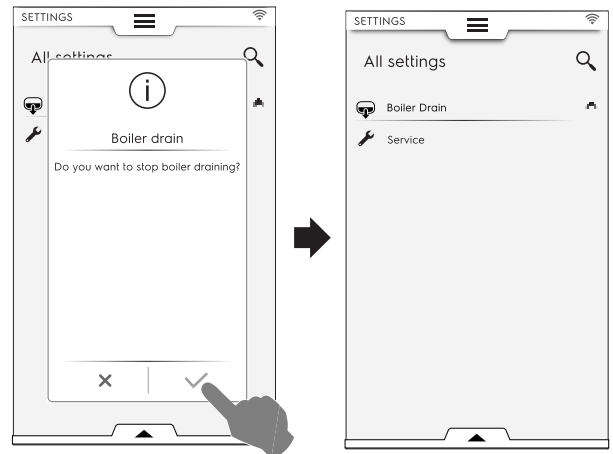 SETTINGS
All settings
Boiler drain
Do you want to stop boiler draining?
SETTINGS
All settings
Boiler Drain
Service